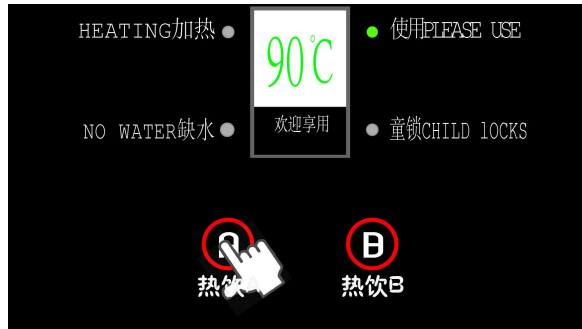 HEATING加热
90℃
使用PLEASE USE
NO WATER缺水
欢迎享用
童锁CHILD lOCKS
B
热饮
热饮B